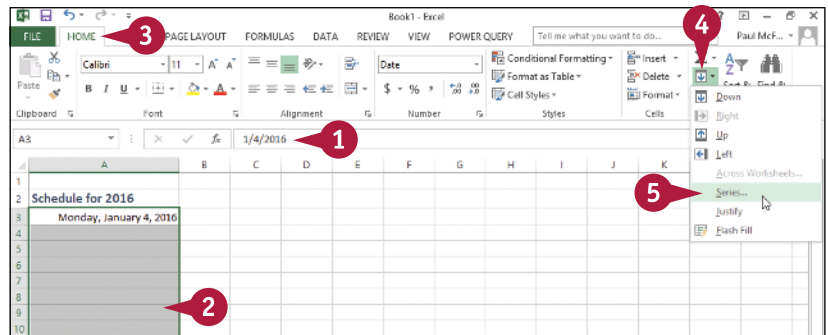 Book1 - Excel
FILE HOME PAGE LAYOUT FORMULAS DATA REVIEW VIEW POWER QUERY Tell me what you want to do... Paul McF...
3
4
Calibri 11 A A Date Conditional Formatting Insert
Paste B I U A $ % , Format as Table Delete
Cell Styles Format
Clipboard Font Alignment Number Styles Cells
Down
Right
Up
Left
Across Worksheets...
Series...
Justify
Flash Fill
5
A3 fx 1/4/2016
1
A B C D E F G H I J K
1
2 Schedule for 2016
3 Monday, January 4, 2016
4
5
6
7
8
9
10
2